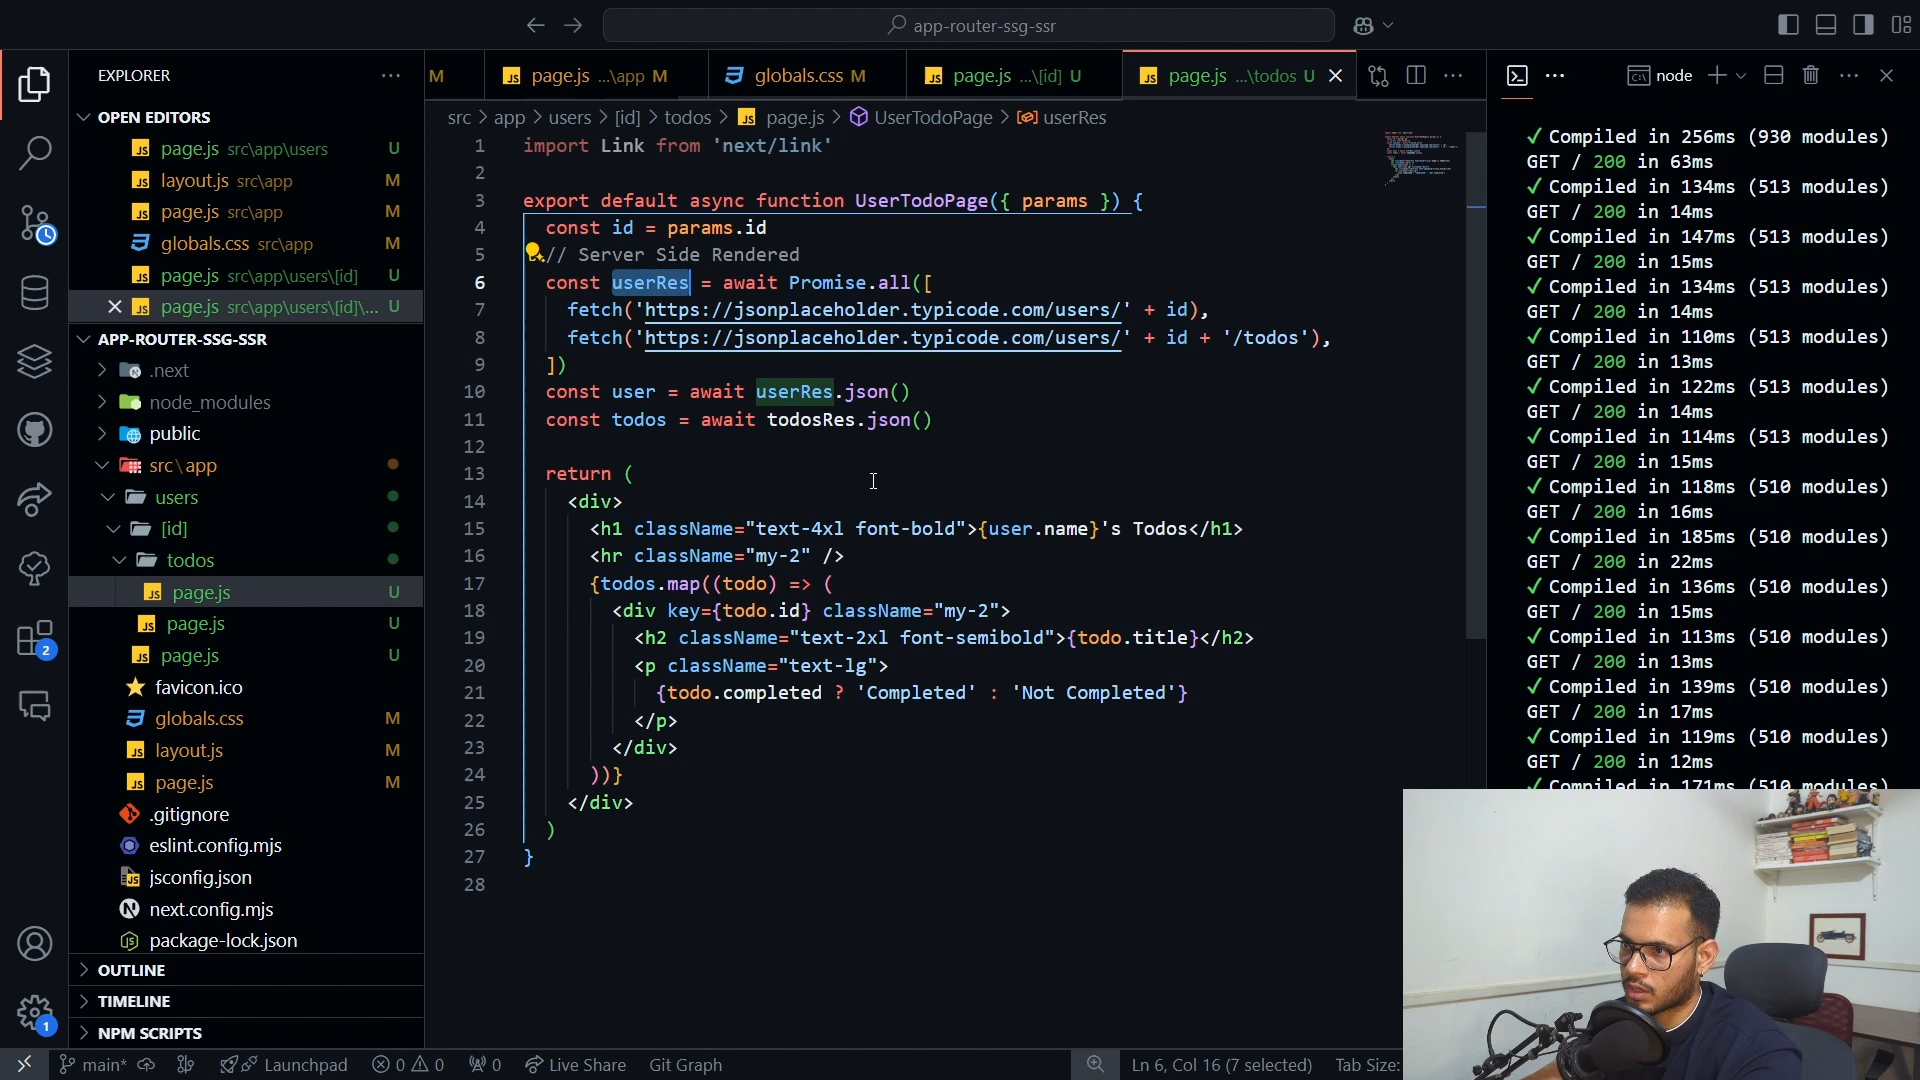 app-router-ssg-ssr
EXPLORER
OPEN EDITORS
page.js src\app\users U
layout.js src\app M
page.js src\app M
globals.css src\app M
page.js src\app\users\[id] U
page.js src\app\users\[id]\... U
APP-ROUTER-SSG-SSR
.next
node_modules
public
src\app
users
[id]
todos
page.js U
page.js U
page.js U
favicon.ico
globals.css M
layout.js M
page.js M
.gitignore
eslint.config.mjs
jsconfig.json
next.config.mjs
package-lock.json
OUTLINE
TIMELINE
NPM SCRIPTS
2
1
M
page.js ...\app M
globals.css M
page.js ...\[id] U
page.js ...\todos U
src > app > users > [id] > todos > page.js > UserTodoPage > userRes
1 import Link from 'next/link'
2
3 export default async function UserTodoPage({ params }) {
4 const id = params.id
5 // Server Side Rendered
6 const userRes = await Promise.all([
7 fetch('https://jsonplaceholder.typicode.com/users/' + id),
8 fetch('https://jsonplaceholder.typicode.com/users/' + id + '/todos'),
9 ])
10 const user = await userRes.json()
11 const todos = await todosRes.json()
12
13 return (
14 <div>
15 <h1 className="text-4xl font-bold">{user.name}'s Todos</h1>
16 <hr className="my-2" />
17 {todos.map((todo) => (
18 <div key={todo.id} className="my-2">
19 <h2 className="text-2xl font-semibold">{todo.title}</h2>
20 <p className="text-lg">
21 {todo.completed ? 'Completed' : 'Not Completed'}
22 </p>
23 </div>
24 ))}
25 </div>
26 )
27 }
28
node
✓ Compiled in 256ms (930 modules)
GET / 200 in 63ms
✓ Compiled in 134ms (513 modules)
GET / 200 in 14ms
✓ Compiled in 147ms (513 modules)
GET / 200 in 15ms
✓ Compiled in 134ms (513 modules)
GET / 200 in 14ms
✓ Compiled in 110ms (513 modules)
GET / 200 in 13ms
✓ Compiled in 122ms (513 modules)
GET / 200 in 14ms
✓ Compiled in 114ms (513 modules)
GET / 200 in 15ms
✓ Compiled in 118ms (510 modules)
GET / 200 in 16ms
✓ Compiled in 185ms (510 modules)
GET / 200 in 22ms
✓ Compiled in 136ms (510 modules)
GET / 200 in 15ms
✓ Compiled in 113ms (510 modules)
GET / 200 in 13ms
✓ Compiled in 139ms (510 modules)
GET / 200 in 17ms
✓ Compiled in 119ms (510 modules)
GET / 200 in 12ms
✓ Compiled in 171ms (510 modules)
main* Launchpad 0 0 0 Live Share Git Graph Ln 6, Col 16 (7 selected) Tab Size: